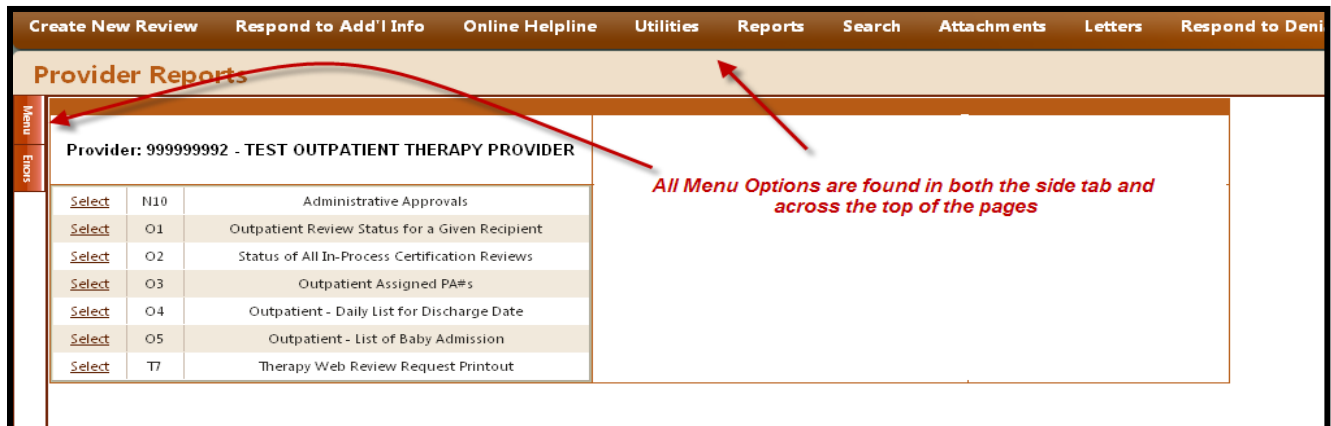 Create New Review Respond to Add'l Info Online Helpline Utilities Reports Search Attachments Letters Respond to Deni
Provider Reports
Menu
Errors
Provider: 999999992 - TEST OUTPATIENT THERAPY PROVIDER
All Menu Options are found in both the side tab and
across the top of the pages
Select N10 Administrative Approvals
Select O1 Outpatient Review Status for a Given Recipient
Select O2 Status of All In-Process Certification Reviews
Select O3 Outpatient Assigned PA#s
Select O4 Outpatient - Daily List for Discharge Date
Select O5 Outpatient - List of Baby Admission
Select T7 Therapy Web Review Request Printout